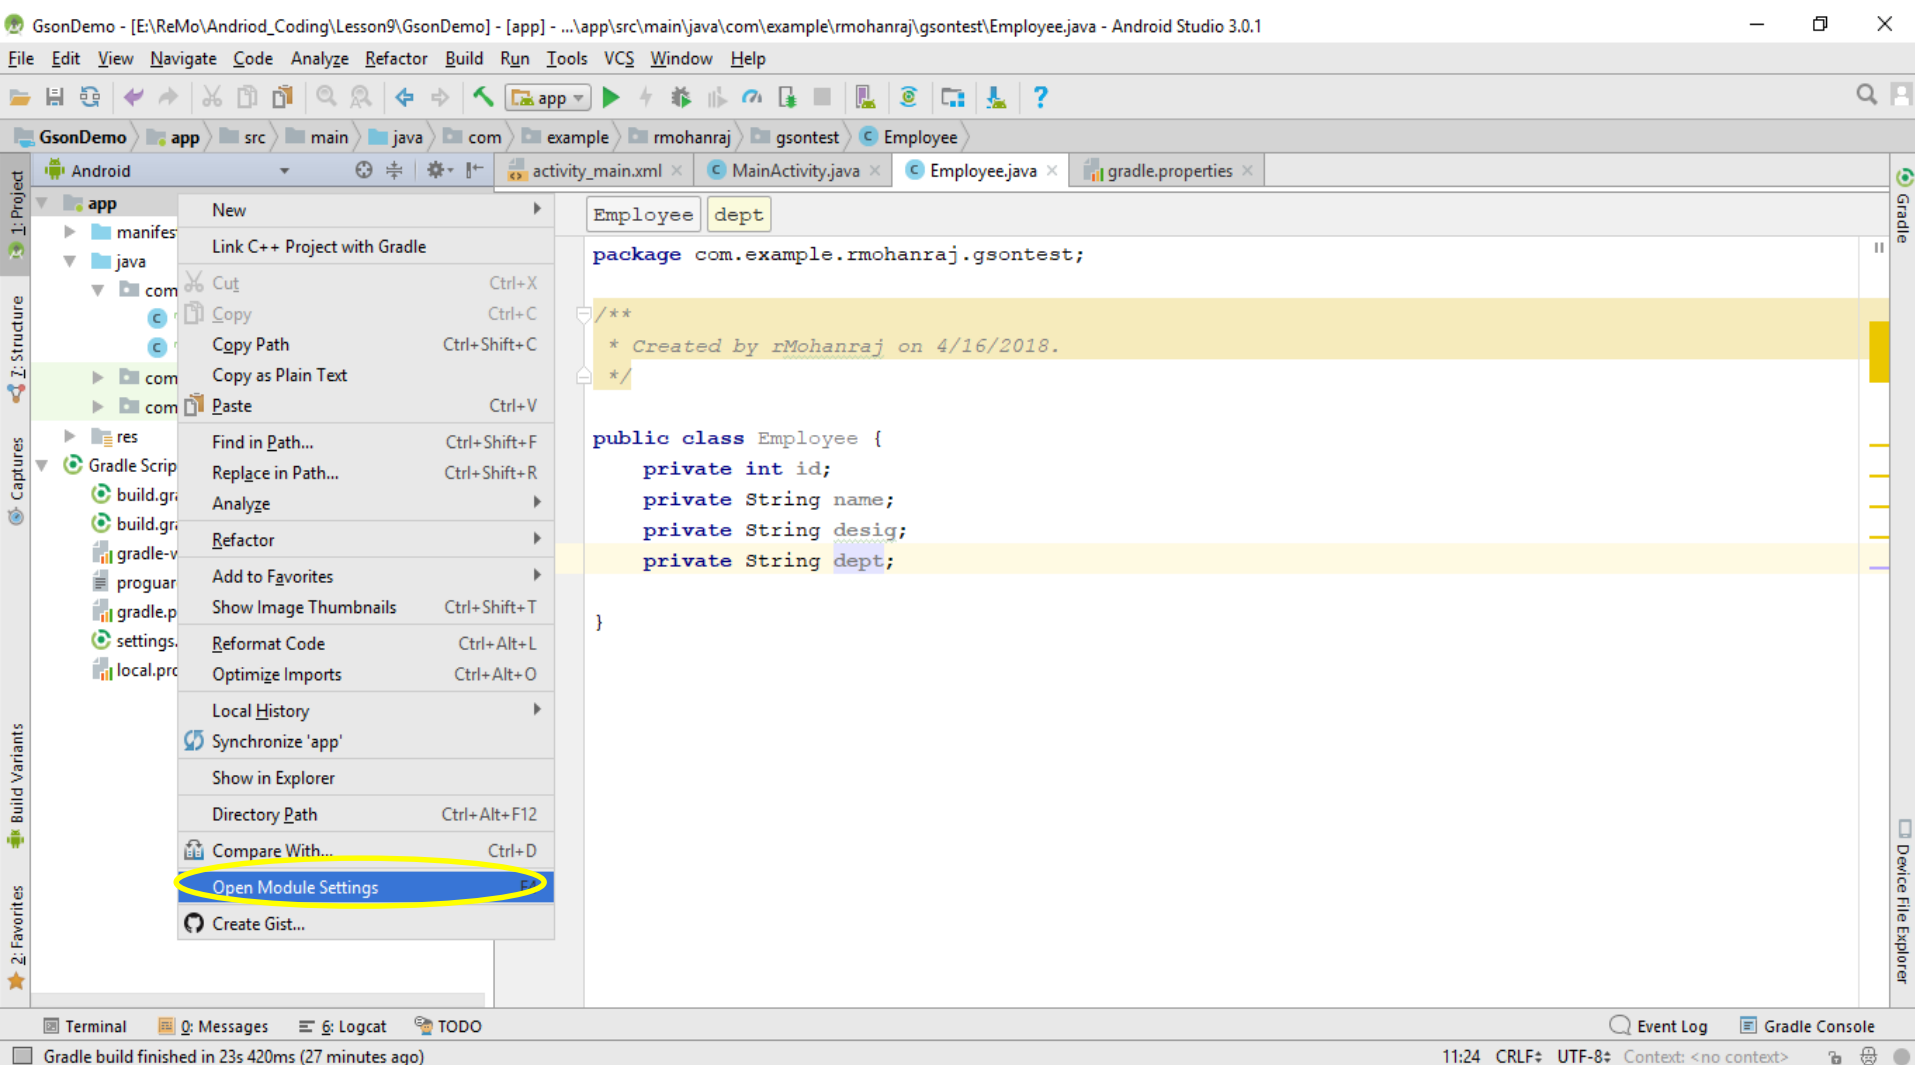 GsonDemo - [E:\ReMo\Andriod_Coding\Lesson9\GsonDemo] - [app] - ...\app\src\main\java\com\example\rmohanraj\gsontest\Employee.java - Android Studio 3.0.1
File Edit View Navigate Code Analyze Refactor Build Run Tools VCS Window Help
app
GsonDemo app src main java com example rmohanraj gsontest Employee
Android
activity_main.xml MainActivity.java Employee.java gradle.properties
1: Project
7: Structure
Captures
Build Variants
2: Favorites
app
manifes
java
com
com
com
res
Gradle Scrip
build.gra
build.gra
gradle-w
proguar
gradle.p
settings.
local.pro
New
Link C++ Project with Gradle
Cut Ctrl+X
Copy Ctrl+C
Copy Path Ctrl+Shift+C
Copy as Plain Text
Paste Ctrl+V
Find in Path... Ctrl+Shift+F
Replace in Path... Ctrl+Shift+R
Analyze
Refactor
Add to Favorites
Show Image Thumbnails Ctrl+Shift+T
Reformat Code Ctrl+Alt+L
Optimize Imports Ctrl+Alt+O
Local History
Synchronize 'app'
Show in Explorer
Directory Path Ctrl+Alt+F12
Compare With... Ctrl+D
Open Module Settings F4
Create Gist...
Employee dept
package com.example.rmohanraj.gsontest;
/**
* Created by rMohanraj on 4/16/2018.
*/
public class Employee {
private int id;
private String name;
private String desig;
private String dept;
}
Gradle
Device File Explorer
Terminal 0: Messages 6: Logcat TODO Event Log Gradle Console
Gradle build finished in 23s 420ms (27 minutes ago) 11:24 CRLF UTF-8 Context: <no context>